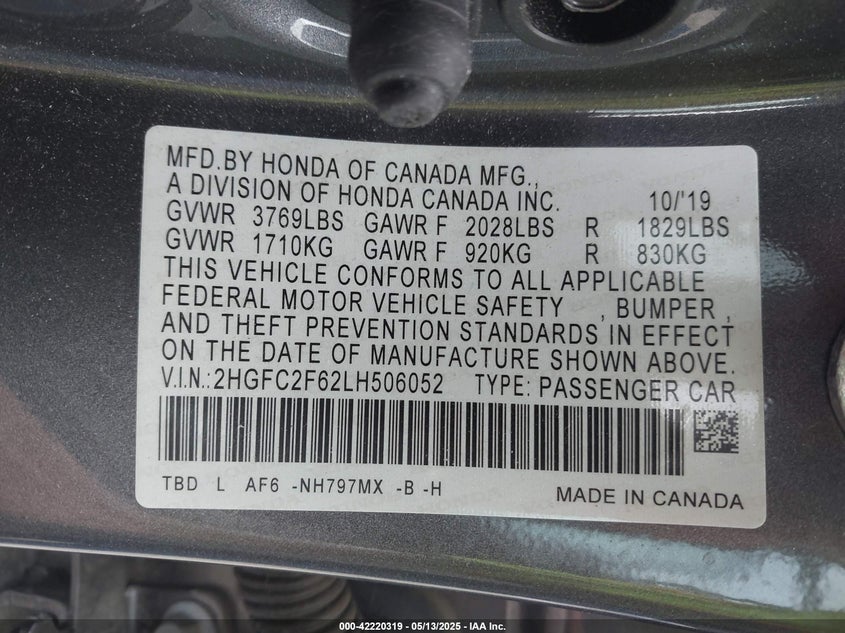 MFD.BY HONDA OF CANADA MFG.,
A DIVISION OF HONDA CANADA INC. 10/'19
GVWR 3769LBS GAWR F 2028LBS R 1829LBS
GVWR 1710KG GAWR F 920KG R 830KG
THIS VEHICLE CONFORMS TO ALL APPLICABLE
FEDERAL MOTOR VEHICLE SAFETY , BUMPER ,
AND THEFT PREVENTION STANDARDS IN EFFECT
ON THE DATE OF MANUFACTURE SHOWN ABOVE.
V.I.N.:2HGFC2F62LH506052 TYPE: PASSENGER CAR
TBD L AF6 -NH797MX -B -H MADE IN CANADA
000-42220319 - 05/13/2025 - IAA Inc.